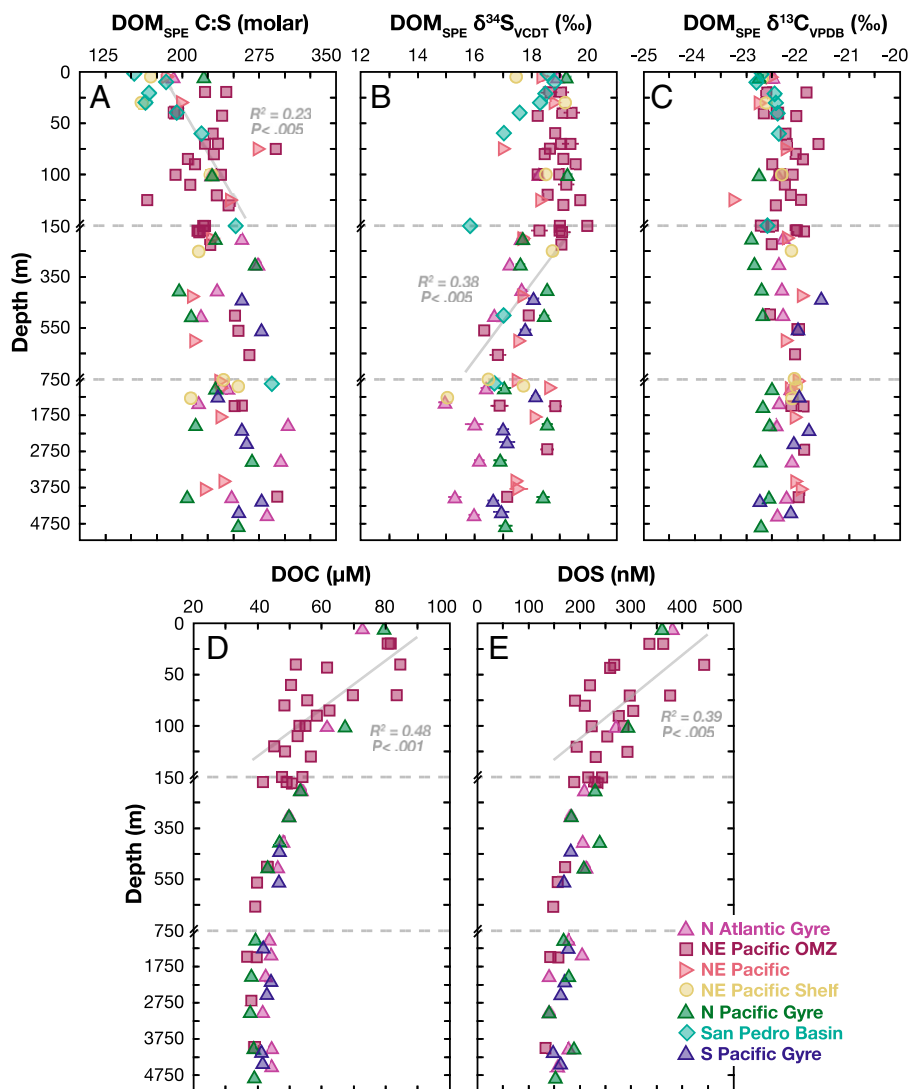 DOM_SPE C:S (molar)
DOM_SPE δ³⁴S_VCDT (‰)
DOM_SPE δ¹³C_VPDB (‰)
125 200 275 350
14 16 18 20
-25 -24 -23 -22 -21 -20
0
A
B
C
R² = 0.23
P< .005
50
100
150
R² = 0.38
P< .005
350
Depth (m)
550
750
1750
2750
3750
4750
DOC (µM)
DOS (nM)
20 40 60 80 100
0 100 200 300 400 500
0
D
E
50
R² = 0.48
P< .001
R² = 0.39
P< .005
100
150
Depth (m)
350
550
750
1750
2750
3750
4750
N Atlantic Gyre
NE Pacific OMZ
NE Pacific
NE Pacific Shelf
N Pacific Gyre
San Pedro Basin
S Pacific Gyre